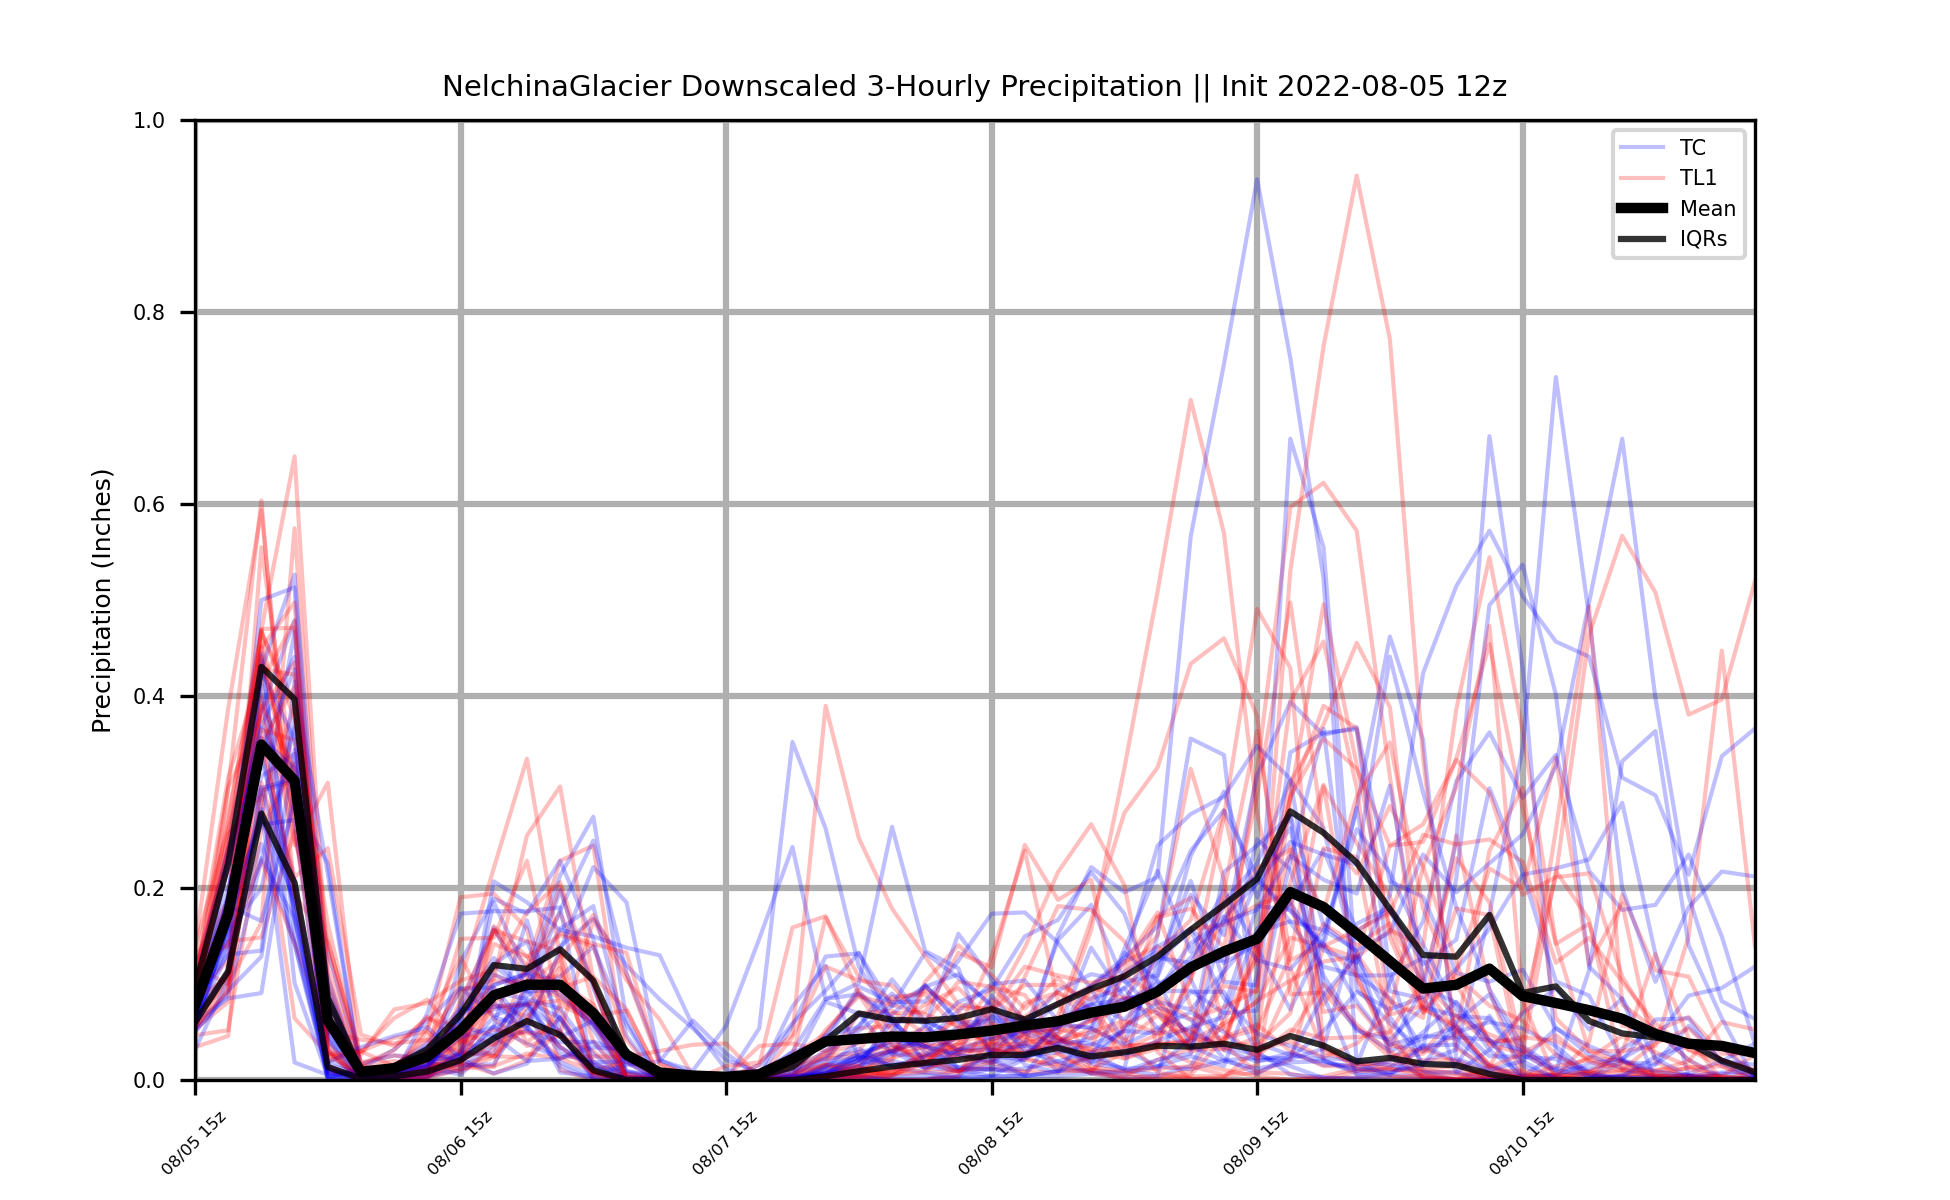 NelchinaGlacier Downscaled 3-Hourly Precipitation || Init 2022-08-05 12z
TC
TL1
Mean
IQRs
Precipitation (Inches)
1.0
0.8
0.6
0.4
0.2
0.0
08/05 15z
08/06 15z
08/07 15z
08/08 15z
08/09 15z
08/10 15z